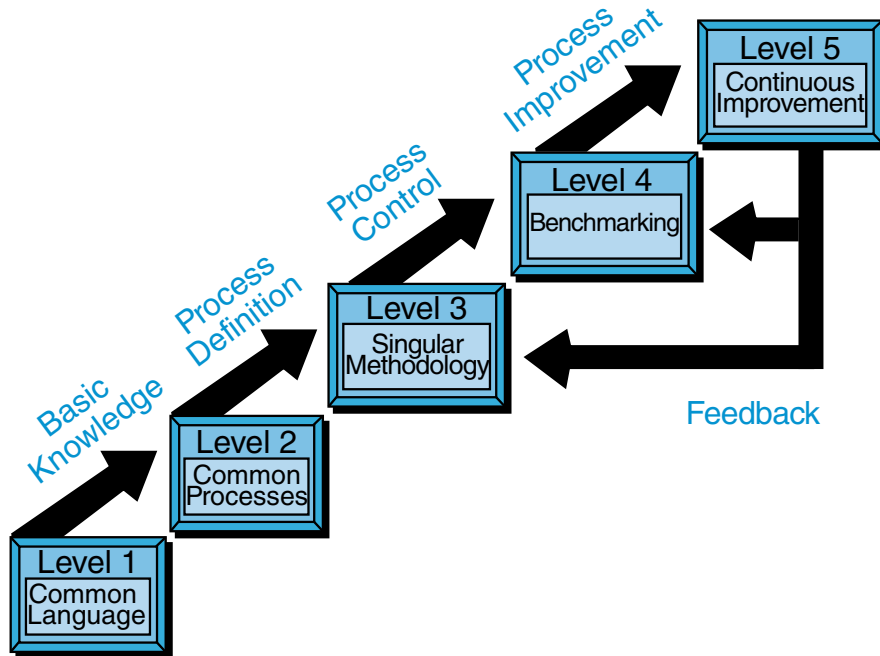 Process
Improvement
Level 5
Continuous
Improvement
Process
Control
Level 4
Benchmarking
Process
Definition
Level 3
Singular
Methodology
Basic
Knowledge
Level 2
Common
Processes
Feedback
Level 1
Common
Language